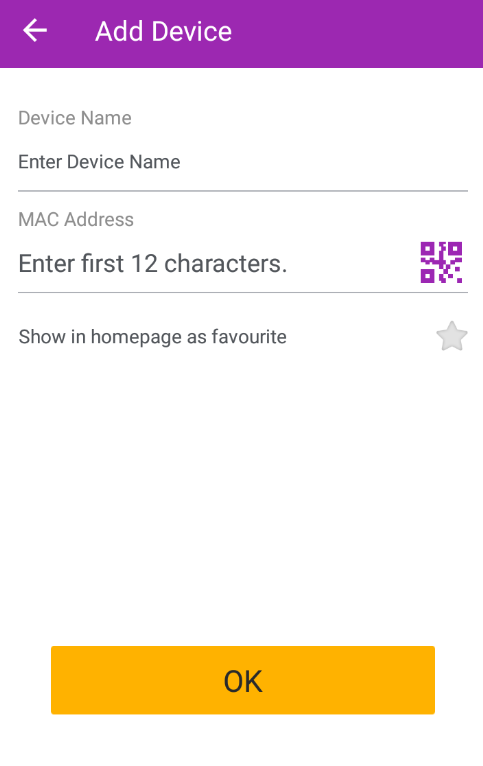 Add Device
Device Name
Enter Device Name
MAC Address
Enter first 12 characters.
Show in homepage as favourite
OK